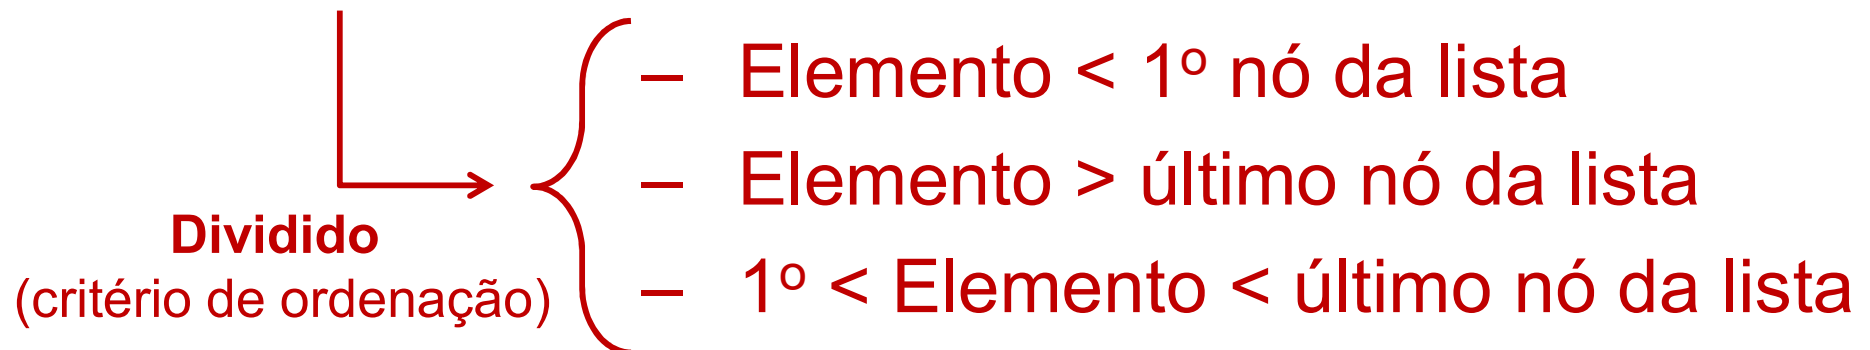 – Elemento < 1º nó da lista
– Elemento > último nó da lista
Dividido
(critério de ordenação)
– 1º < Elemento < último nó da lista